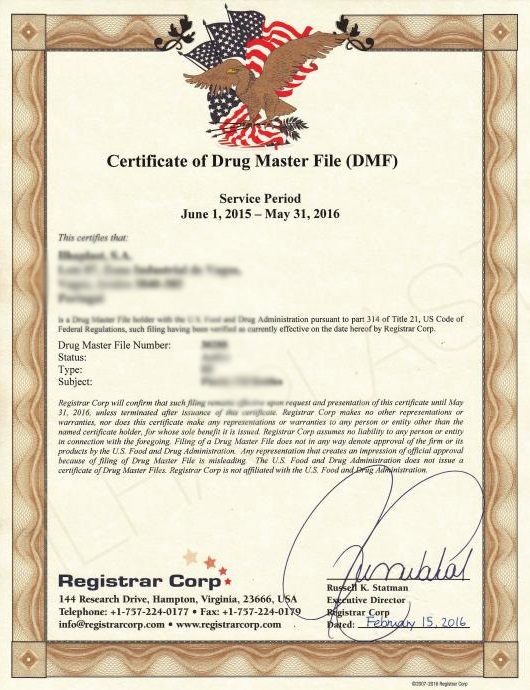 Certificate of Drug Master File (DMF)
Service Period
June 1, 2015 – May 31, 2016
This certifies that:
Portugal
is a Drug Master File holder with the U.S. Food and Drug Administration pursuant to part 314 of Title 21, US Code of
Federal Regulations, such filing having been verified as currently effective on the date hereof by Registrar Corp.
Drug Master File Number:
Status:
Type:
Subject:
Registrar Corp will confirm that such filing remains effective upon request and presentation of this certificate until May
31, 2016, unless terminated after issuance of this certificate. Registrar Corp makes no other representations or
warranties, nor does this certificate make any representations or warranties to any person or entity other than the
named certificate holder, for whose sole benefit it is issued. Registrar Corp assumes no liability to any person or entity
in connection with the foregoing. Filing of a Drug Master File does not in any way denote approval of the firm or its
products by the U.S. Food and Drug Administration. Any representation that creates an impression of official approval
because of filing of Drug Master File is misleading. The U.S. Food and Drug Administration does not issue a
certificate of Drug Master Files. Registrar Corp is not affiliated with the U.S. Food and Drug Administration.
Registrar Corp.
144 Research Drive, Hampton, Virginia, 23666, USA
Telephone: +1-757-224-0177 • Fax: +1-757-224-0179
info@registrarcorp.com • www.registrarcorp.com
Russell K. Statman
Executive Director
Registrar Corp
Dated: February 15, 2016
©2007-2016 Registrar Corp